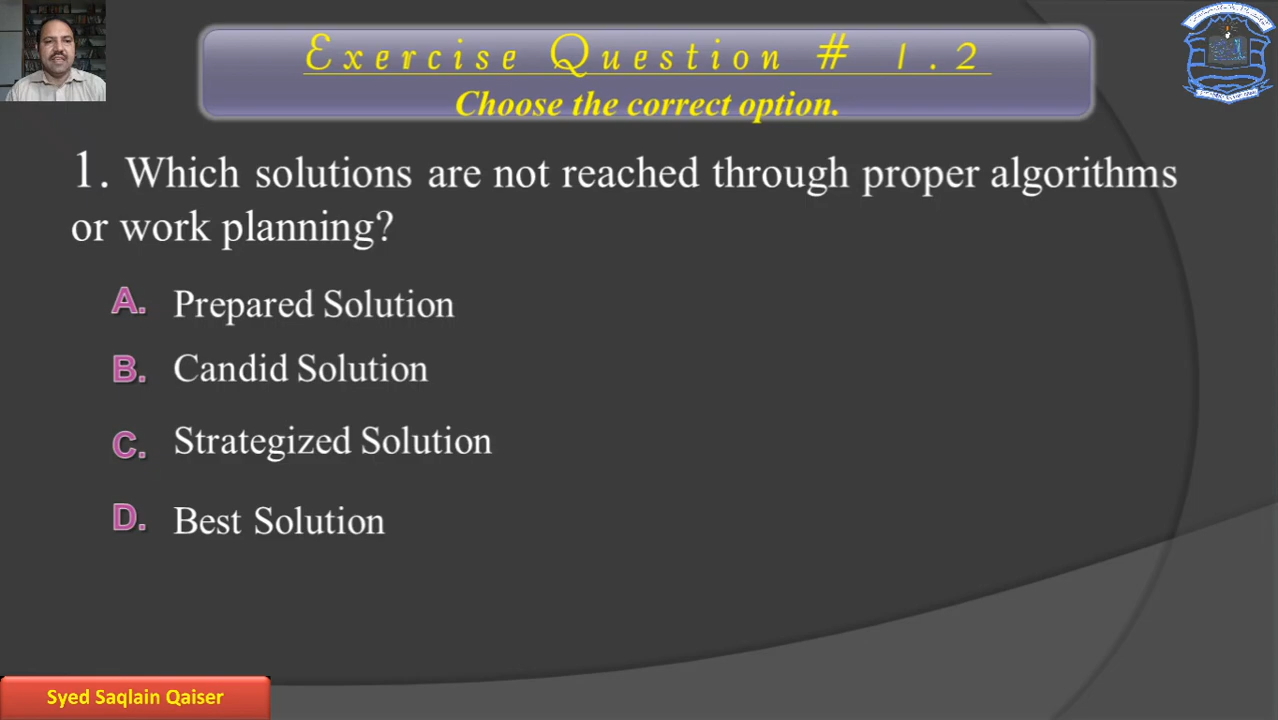 Exercise Question # 1.2
Choose the correct option.
1. Which solutions are not reached through proper algorithms
or work planning?
A. Prepared Solution
B. Candid Solution
C. Strategized Solution
D. Best Solution
Syed Saqlain Qaiser